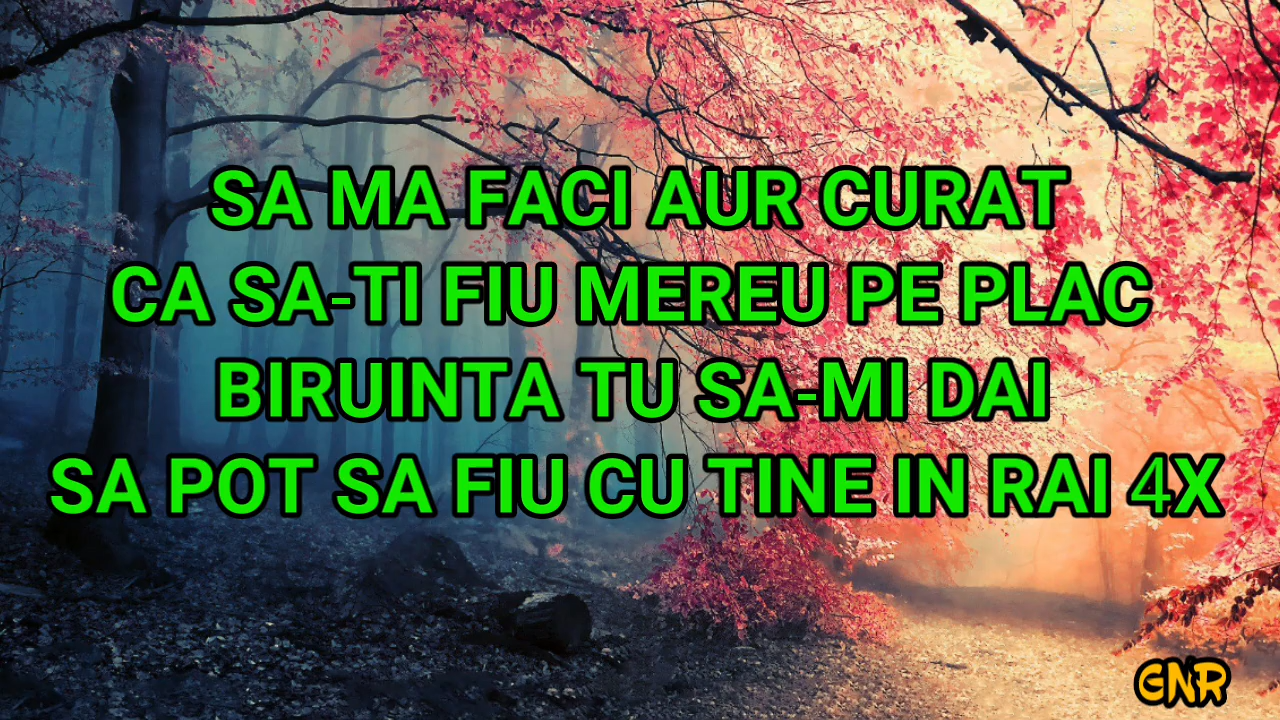 SA MA FACI AUR CURAT
CA SA-TI FIU MEREU PE PLAC
BIRUINTA TU SA-MI DAI
SA POT SA FIU CU TINE IN RAI 4X
GNR